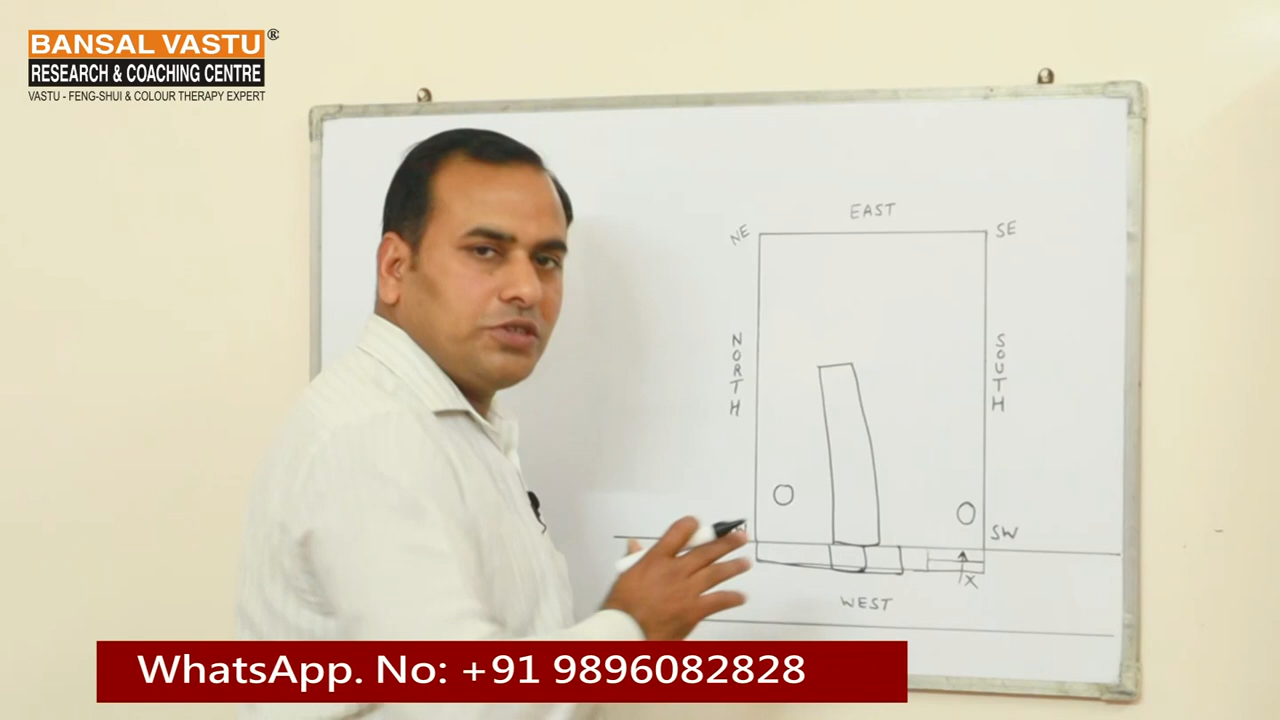 BANSAL VASTU®
RESEARCH & COACHING CENTRE
VASTU - FENG-SHUI & COLOUR THERAPY EXPERT
EAST
NE
SE
NORTH
SOUTH
SW
X
WEST
WhatsApp. No: +91 9896082828